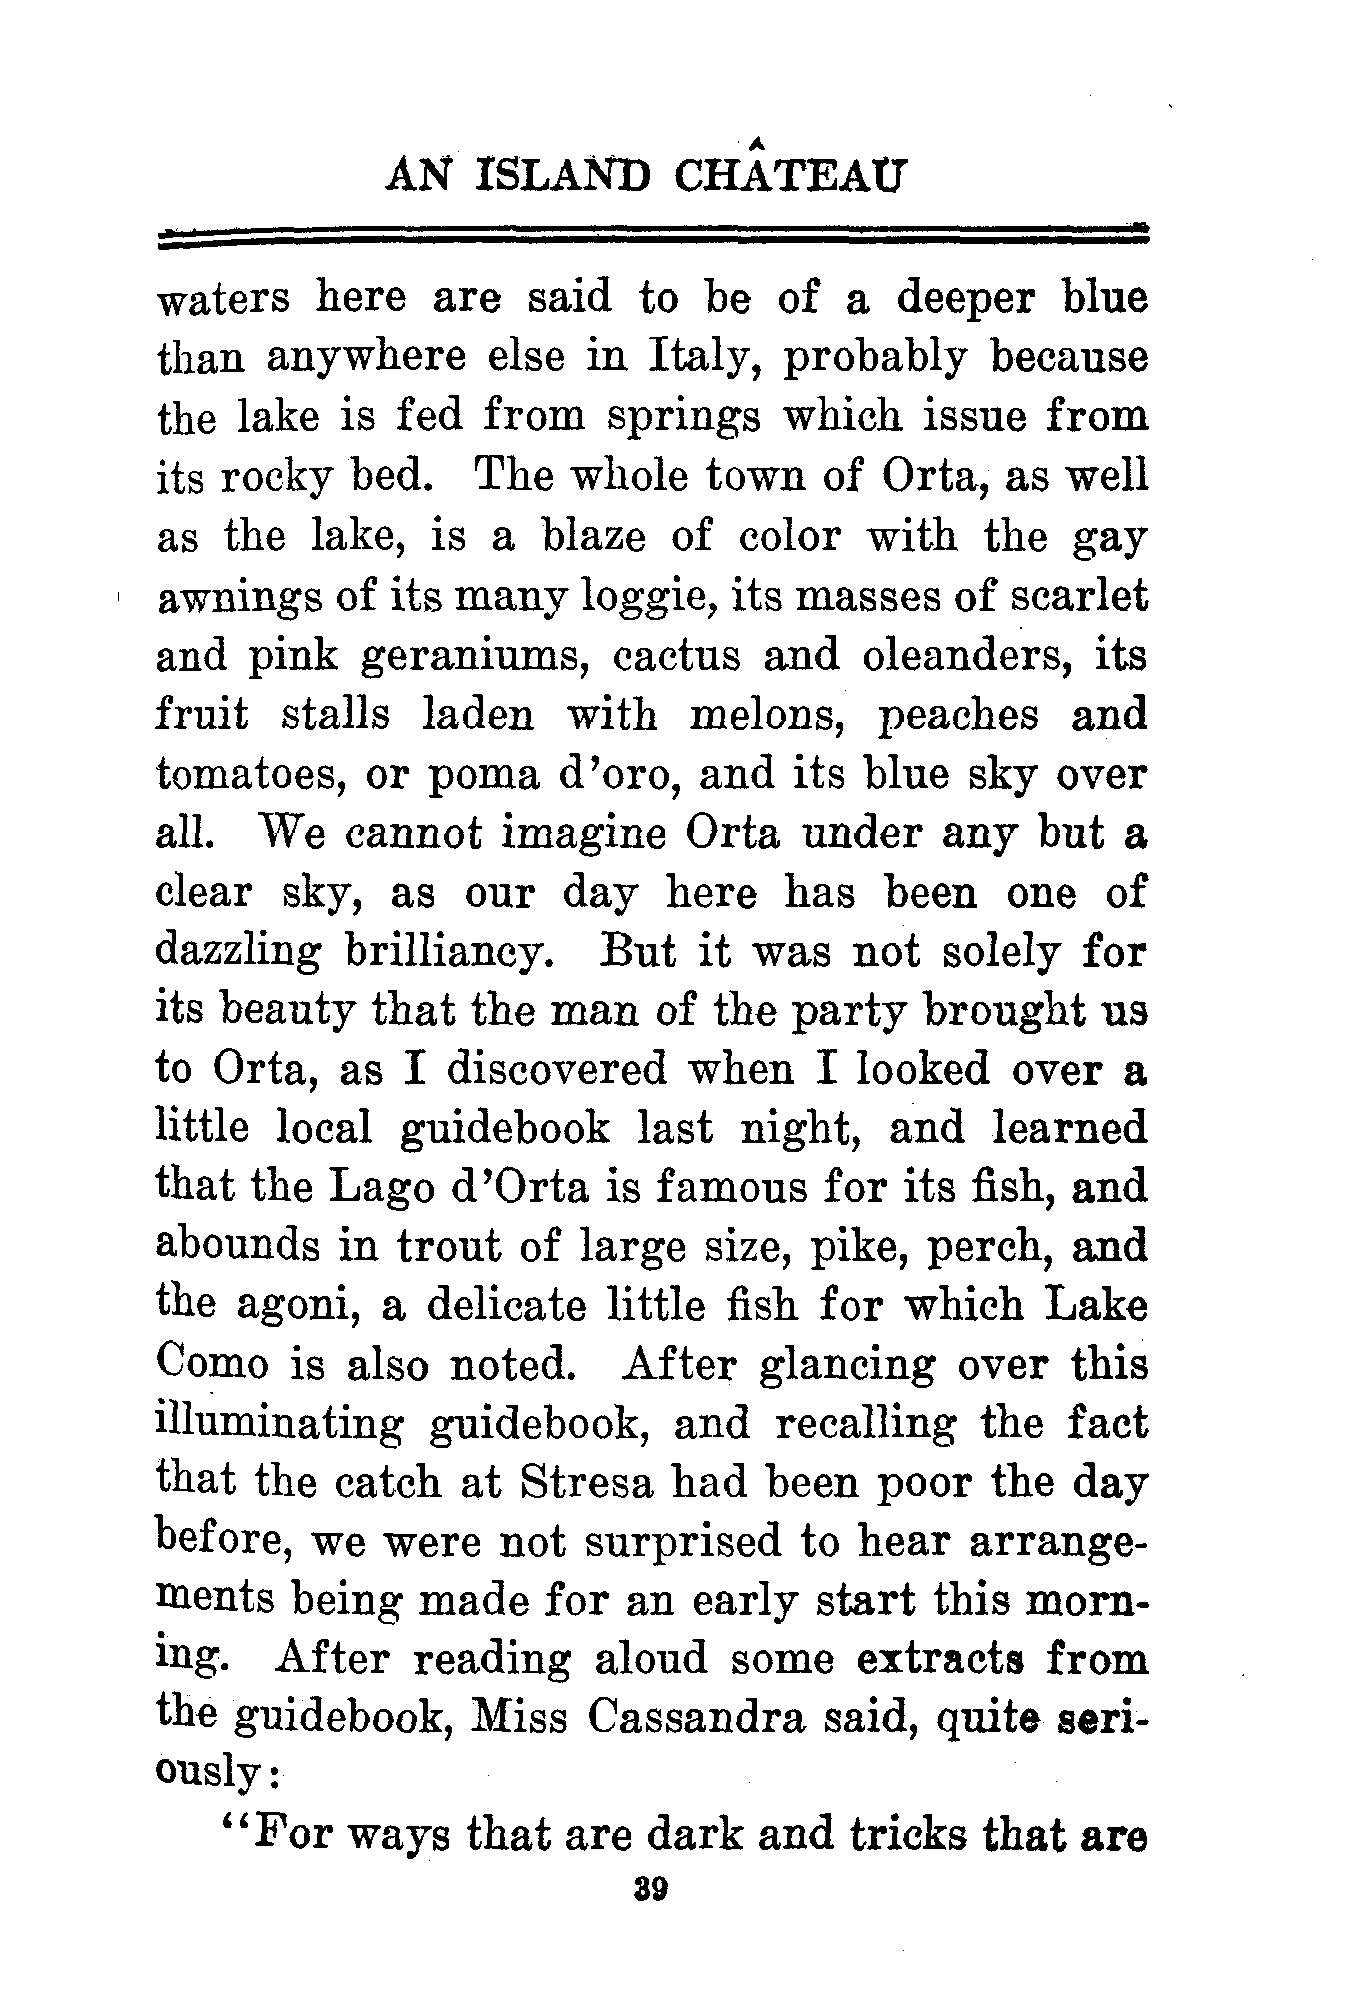 AN ISLAND CHÂTEAU
waters here are said to be of a deeper blue
than anywhere else in Italy, probably because
the lake is fed from springs which issue from
its rocky bed. The whole town of Orta, as well
as the lake, is a blaze of color with the gay
awnings of its many loggie, its masses of scarlet
and pink geraniums, cactus and oleanders, its
fruit stalls laden with melons, peaches and
tomatoes, or poma d'oro, and its blue sky over
all. We cannot imagine Orta under any but a
clear sky, as our day here has been one of
dazzling brilliancy. But it was not solely for
its beauty that the man of the party brought us
to Orta, as I discovered when I looked over a
little local guidebook last night, and learned
that the Lago d'Orta is famous for its fish, and
abounds in trout of large size, pike, perch, and
the agoni, a delicate little fish for which Lake
Como is also noted. After glancing over this
illuminating guidebook, and recalling the fact
that the catch at Stresa had been poor the day
before, we were not surprised to hear arrange-
ments being made for an early start this morn-
ing. After reading aloud some extracts from
the guidebook, Miss Cassandra said, quite seri-
ously:
"For ways that are dark and tricks that are
39